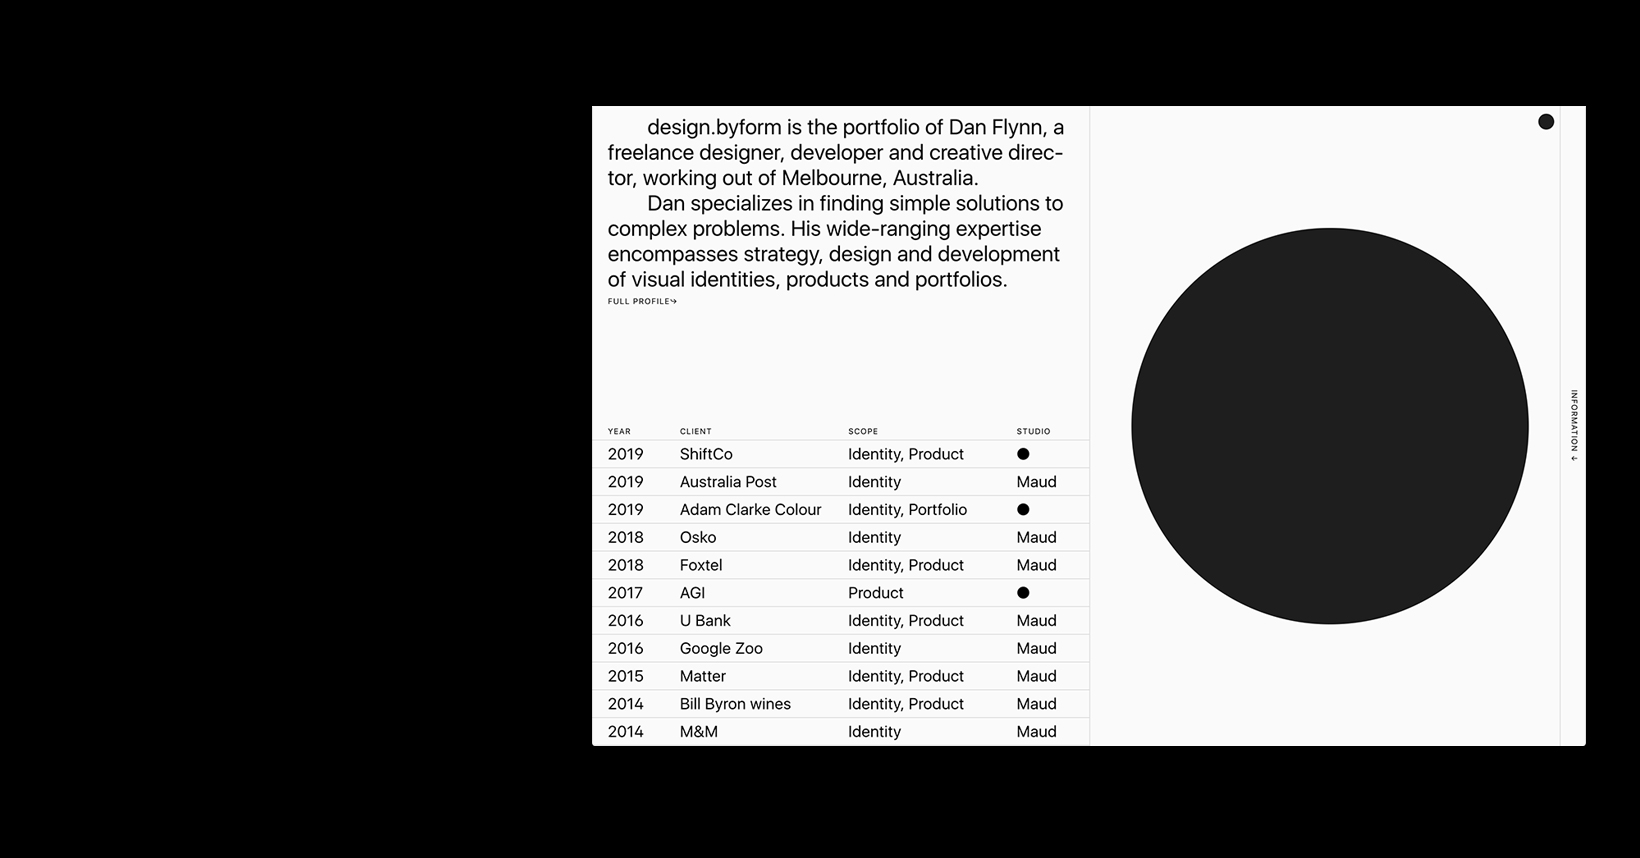 design.byform is the portfolio of Dan Flynn, a
freelance designer, developer and creative direc-
tor, working out of Melbourne, Australia.
Dan specializes in finding simple solutions to
complex problems. His wide-ranging expertise
encompasses strategy, design and development
of visual identities, products and portfolios.
FULL PROFILE↪
YEAR CLIENT SCOPE STUDIO
2019 ShiftCo Identity, Product ●
2019 Australia Post Identity Maud
2019 Adam Clarke Colour Identity, Portfolio ●
2018 Osko Identity Maud
2018 Foxtel Identity, Product Maud
2017 AGI Product ●
2016 U Bank Identity, Product Maud
2016 Google Zoo Identity Maud
2015 Matter Identity, Product Maud
2014 Bill Byron wines Identity, Product Maud
2014 M&M Identity Maud
INFORMATION ↓